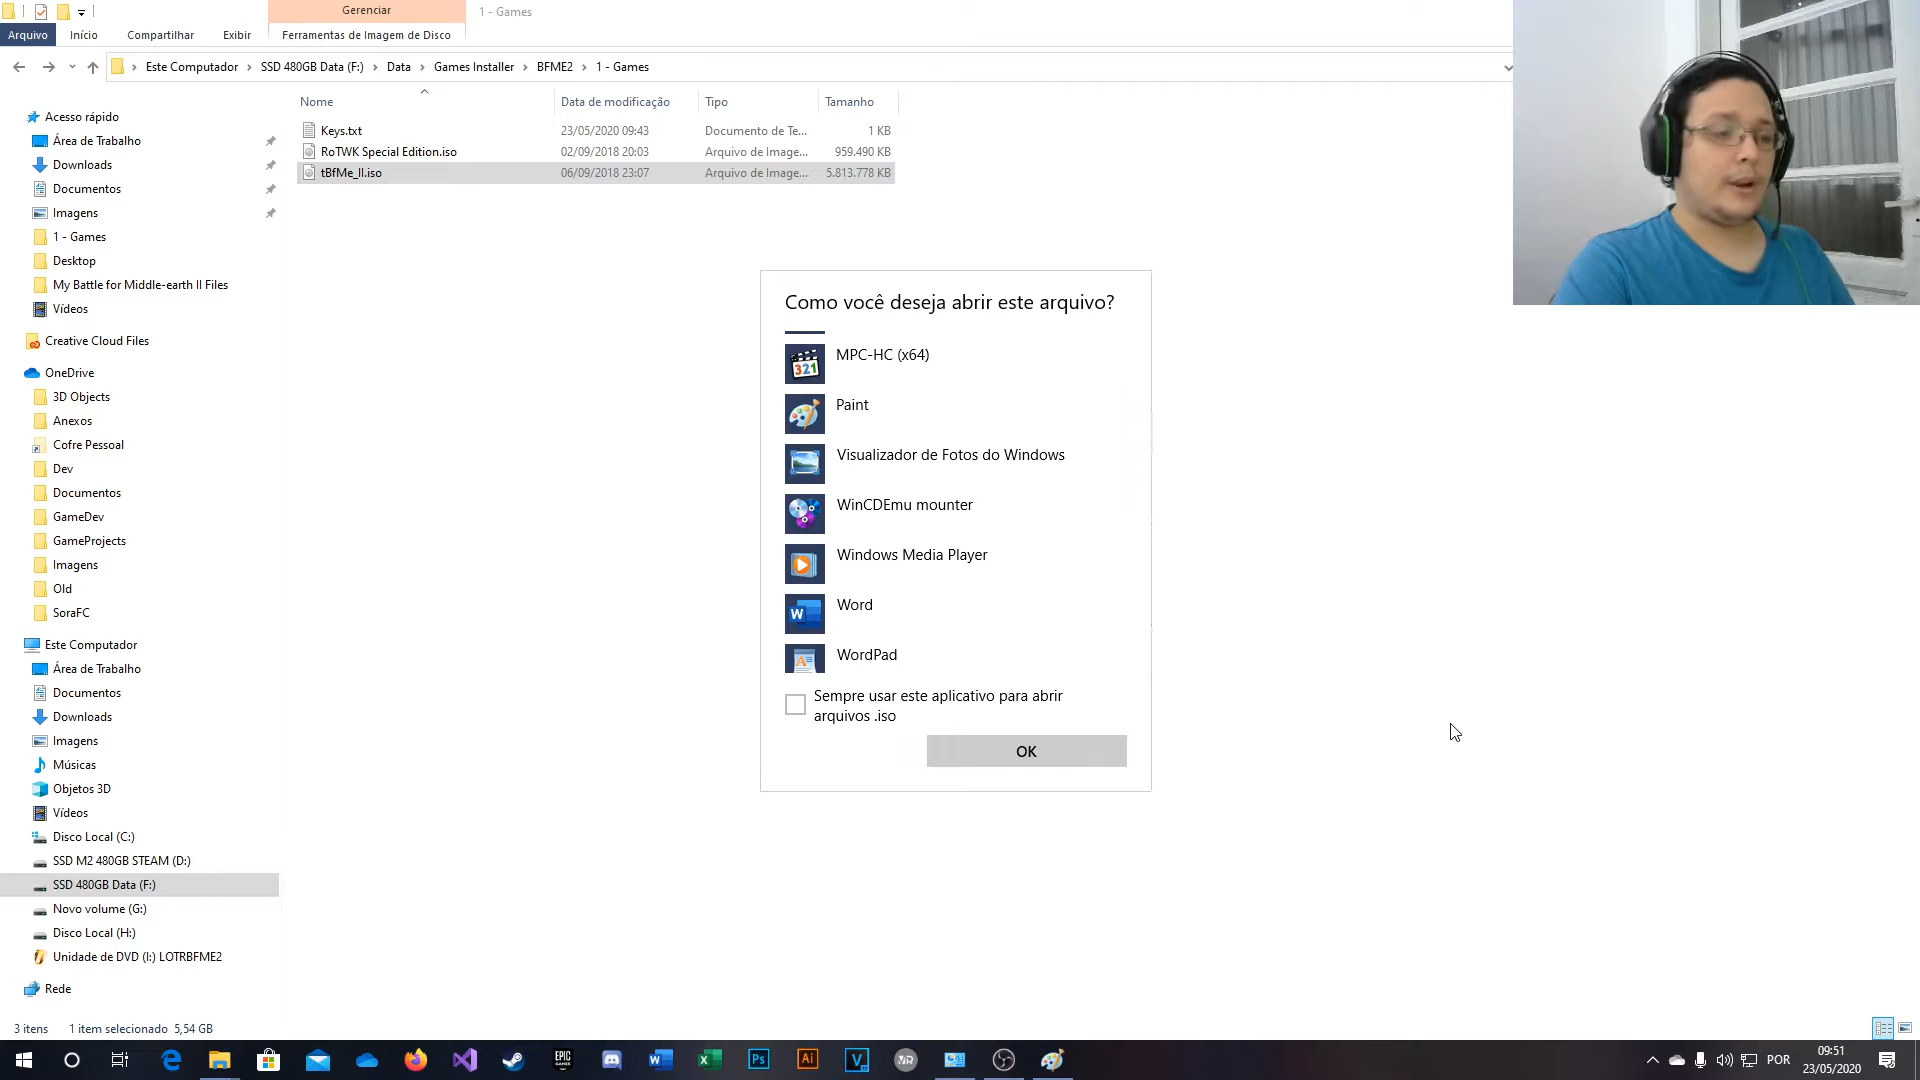 Gerenciar
1 - Games
Arquivo
Início
Compartilhar
Exibir
Ferramentas de Imagem de Disco
Este Computador
SSD 480GB Data (F:)
Data
Games Installer
BFME2
1 - Games
Nome
Data de modificação
Tipo
Tamanho
Keys.txt
23/05/2020 09:43
Documento de Te...
1 KB
RoTWK Special Edition.iso
02/09/2018 20:03
Arquivo de Image...
959.490 KB
tBfMe_II.iso
06/09/2018 23:07
Arquivo de Image...
5.813.778 KB
Acesso rápido
Área de Trabalho
Downloads
Documentos
Imagens
1 - Games
Desktop
My Battle for Middle-earth II Files
Vídeos
Creative Cloud Files
OneDrive
3D Objects
Anexos
Cofre Pessoal
Dev
Documentos
GameDev
GameProjects
Imagens
Old
SoraFC
Este Computador
Área de Trabalho
Documentos
Downloads
Imagens
Músicas
Objetos 3D
Vídeos
Disco Local (C:)
SSD M2 480GB STEAM (D:)
SSD 480GB Data (F:)
Novo volume (G:)
Disco Local (H:)
Unidade de DVD (I:) LOTRBFME2
Rede
Como você deseja abrir este arquivo?
321
MPC-HC (x64)
Paint
Visualizador de Fotos do Windows
WinCDEmu mounter
Windows Media Player
W
Word
A
WordPad
Sempre usar este aplicativo para abrir
arquivos .iso
OK
3 itens
1 item selecionado 5,54 GB
EPIC
GAMES
Ps
Ai
V
POR
09:51
23/05/2020